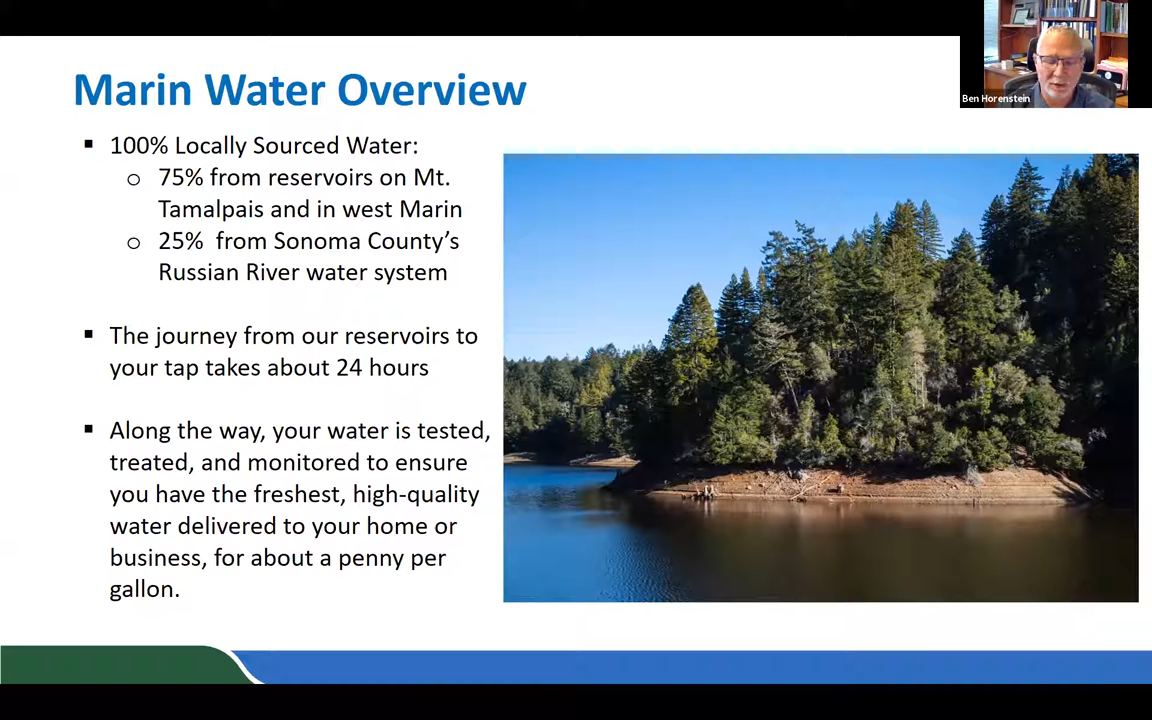 Marin Water Overview
Ben Horenstein
▪ 100% Locally Sourced Water:
o 75% from reservoirs on Mt.
Tamalpais and in west Marin
o 25%  from Sonoma County’s
Russian River water system
▪ The journey from our reservoirs to
your tap takes about 24 hours
▪ Along the way, your water is tested,
treated, and monitored to ensure
you have the freshest, high-quality
water delivered to your home or
business, for about a penny per
gallon.